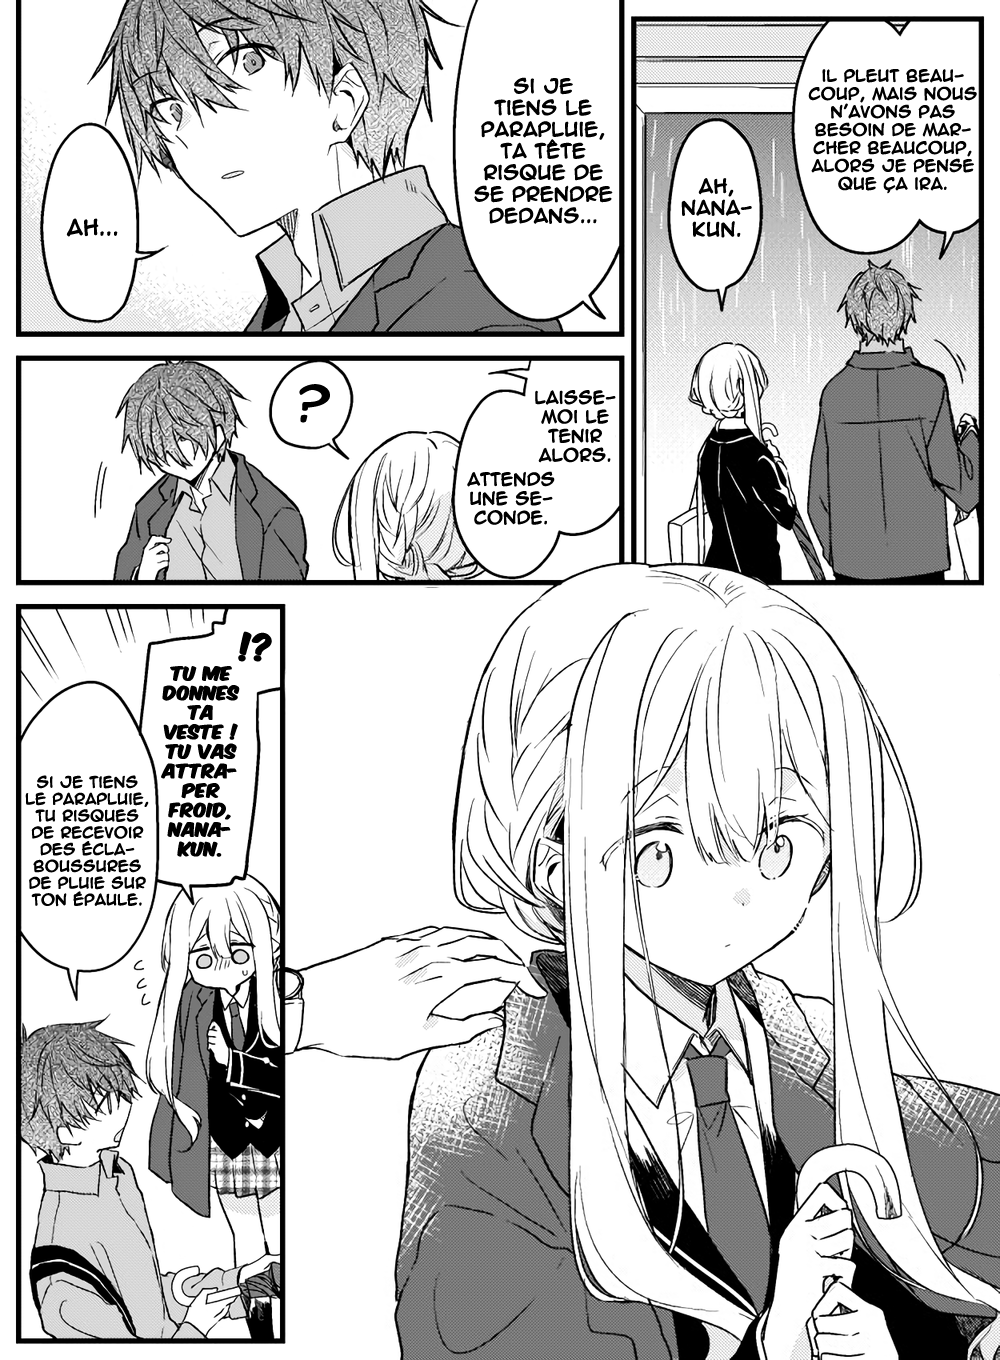 IL PLEUT BEAU-
COUP, MAIS NOUS
N'AVONS PAS
BESOIN DE MAR-
CHER BEAUCOUP,
ALORS JE PENSE
QUE ÇA IRA.
AH,
NANA-
KUN.
SI JE
TIENS LE
PARAPLUIE,
TA TÊTE
RISQUE DE
SE PRENDRE
DEDANS...
AH...
LAISSE-
MOI LE
TENIR
ALORS.
ATTENDS
UNE SE-
CONDE.
?
!?
TU ME
DONNES
TA
VESTE !
TU VAS
ATTRA-
PER
FROID,
NANA-
KUN.
SI JE TIENS
LE PARAPLUIE,
TU RISQUES
DE RECEVOIR
DES ÉCLA-
BOUSSURES
DE PLUIE SUR
TON ÉPAULE.